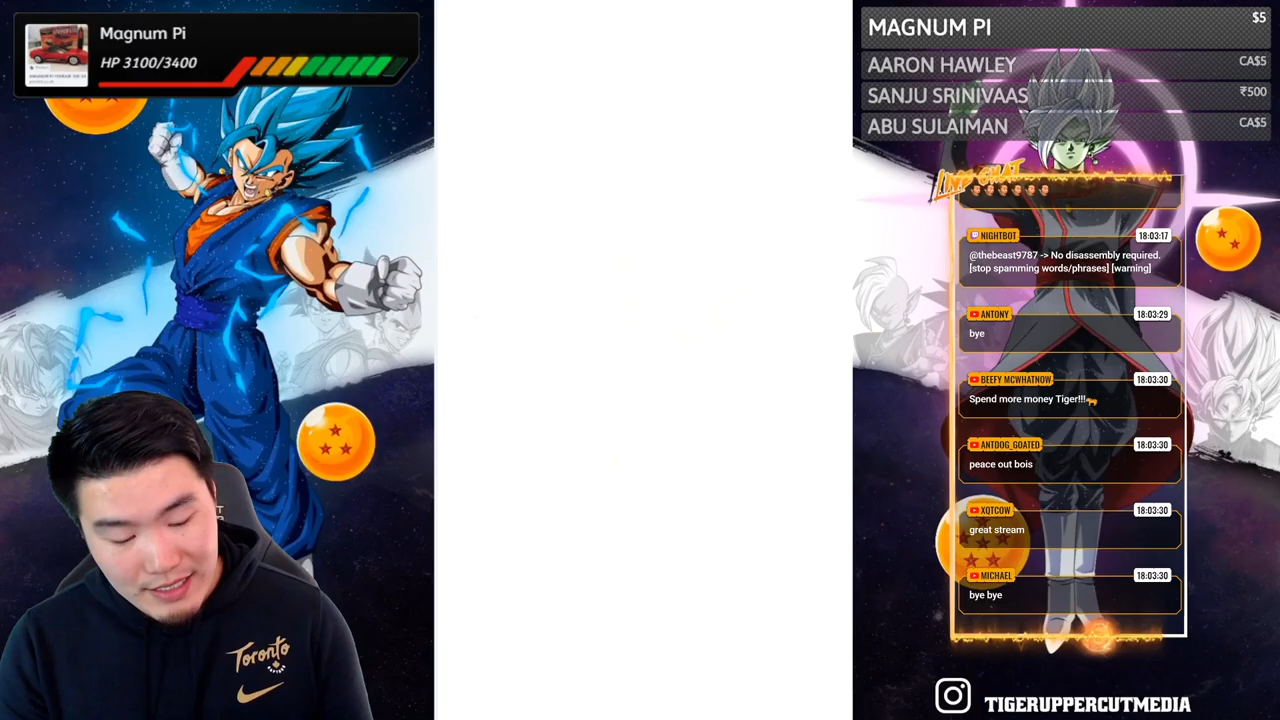 Magnum Pi
HP 3100/3400
MAGNUM PI
$5
AARON HAWLEY
CA$5
SANJU SRINIVAAS
₹500
ABU SULAIMAN
CA$5
LIVE CHAT
NIGHTBOT
18:03:17
@thebeast9787 -> No disassembly required.
[stop spamming words/phrases] [warning]
ANTONY
18:03:29
bye
BEEFY MCWHATNOW
18:03:30
Spend more money Tiger!!!
ANTDOG_GOATED
18:03:30
peace out bois
XQTCOW
18:03:30
great stream
MICHAEL
18:03:30
bye bye
Toronto
TIGERUPPERCUTMEDIA